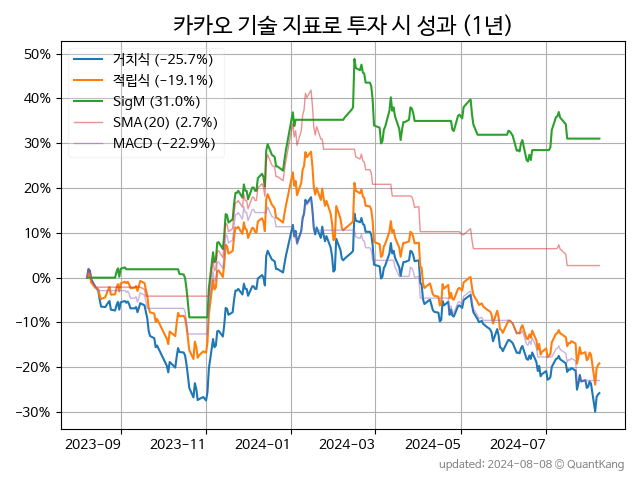 카카오 기술 지표로 투자 시 성과 (1년)
50%
40%
30%
20%
10%
0%
−10%
−20%
−30%
거치식 (−25.7%)
적립식 (−19.1%)
SigM (31.0%)
SMA(20) (2.7%)
MACD (−22.9%)
2023-09
2023-11
2024-01
2024-03
2024-05
2024-07
updated: 2024-08-08 © QuantKang